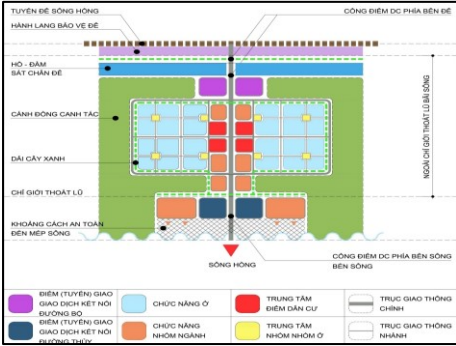 TUYẾN ĐÊ SÔNG HỒNG
HÀNH LANG BẢO VỆ ĐÊ
HỒ - ĐẦM
SÁT CHÂN ĐÊ
CÁNH ĐỒNG CANH TÁC
DẢI CÂY XANH
CHỈ GIỚI THOÁT LŨ
KHOẢNG CÁCH AN TOÀN
ĐẾN MÉP SÔNG
CỔNG ĐIỂM DC PHÍA BÊN ĐÊ
NGOÀI CHỈ GIỚI THOÁT LŨ BÃI SÔNG
CỔNG ĐIỂM DC PHÍA BÊN SÔNG
BÊN SÔNG
SÔNG HỒNG
ĐIỂM (TUYẾN) GIAO
GIAO DỊCH KẾT NỐI
ĐƯỜNG BỘ
CHỨC NĂNG Ở
TRUNG TÂM
ĐIỂM DÂN CƯ
TRỤC GIAO THÔNG
CHÍNH
ĐIỂM (TUYẾN) GIAO
GIAO DỊCH KẾT NỐI
ĐƯỜNG THỦY
CHỨC NĂNG
NHÓM NGÀNH
TRUNG TÂM
NHÓM NHÓM Ở
TRỤC GIAO THÔNG
NHÁNH